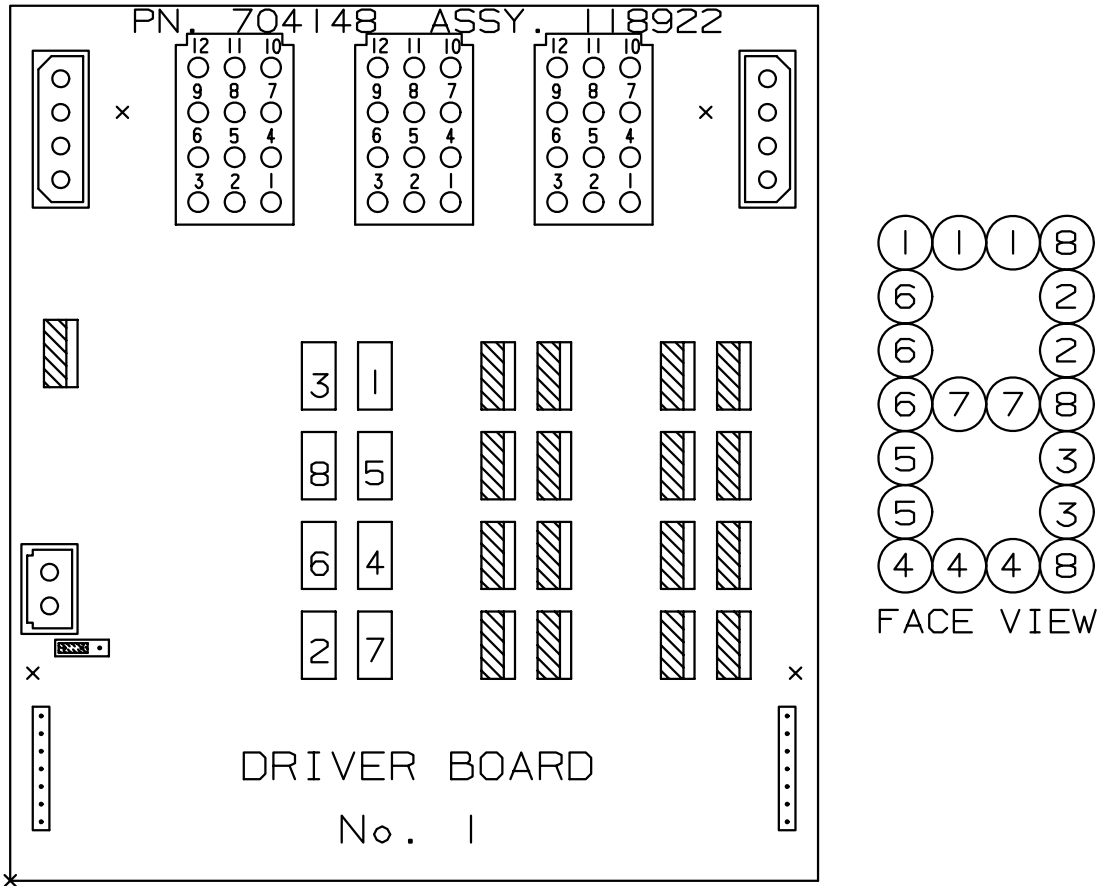 PN. 704148 ASSY. 118922
12 11 10 12 11 10 12 11 10
9 8 7 9 8 7 9 8 7
6 5 4 6 5 4 6 5 4
3 2 1 3 2 1 3 2 1
3 1
8 5
6 4
2 7
DRIVER BOARD
No. 1
1 1 1 8
6 2
6 2
6 7 7 8
5 3
5 3
4 4 4 8
FACE VIEW